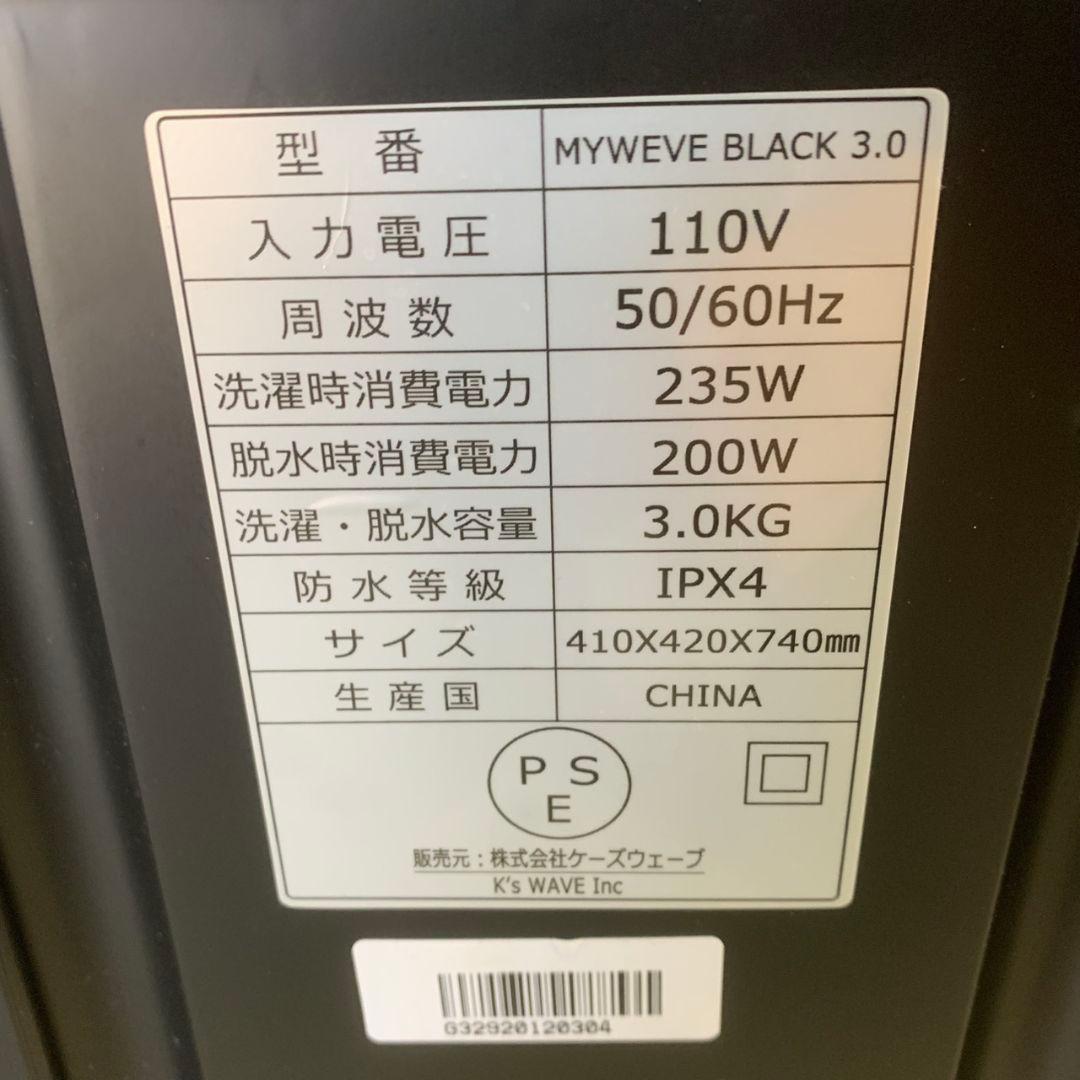 型番 MYWEVE BLACK 3.0
入力電圧 110V
周波数 50/60Hz
洗濯時消費電力 235W
脱水時消費電力 200W
洗濯・脱水容量 3.0KG
防水等級 IPX4
サイズ 410X420X740㎜
生産国 CHINA
P S
E
販売元：株式会社ケーズウェーブ
K's WAVE Inc
G32920120304